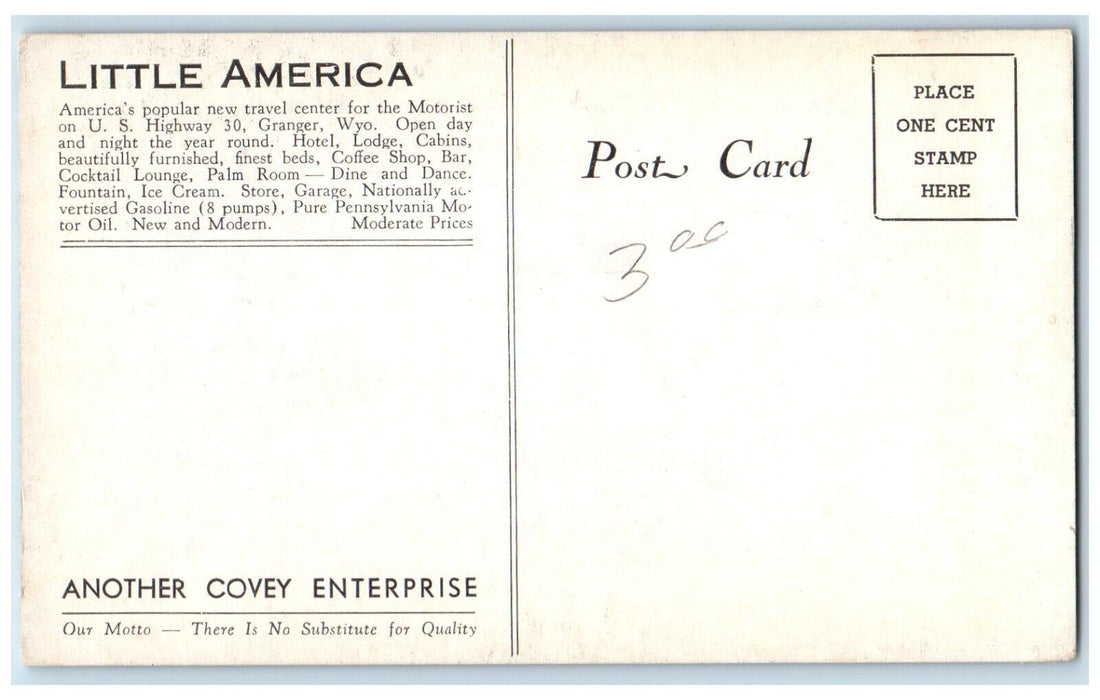 LITTLE AMERICA
America's popular new travel center for the Motorist
on U. S. Highway 30, Granger, Wyo. Open day
and night the year round. Hotel, Lodge, Cabins,
beautifully furnished, finest beds, Coffee Shop, Bar,
Cocktail Lounge, Palm Room — Dine and Dance.
Fountain, Ice Cream. Store, Garage, Nationally ac-
vertised Gasoline (8 pumps), Pure Pennsylvania Mo-
tor Oil. New and Modern. Moderate Prices
ANOTHER COVEY ENTERPRISE
Our Motto — There Is No Substitute for Quality
Post Card
3 00
PLACE
ONE CENT
STAMP
HERE